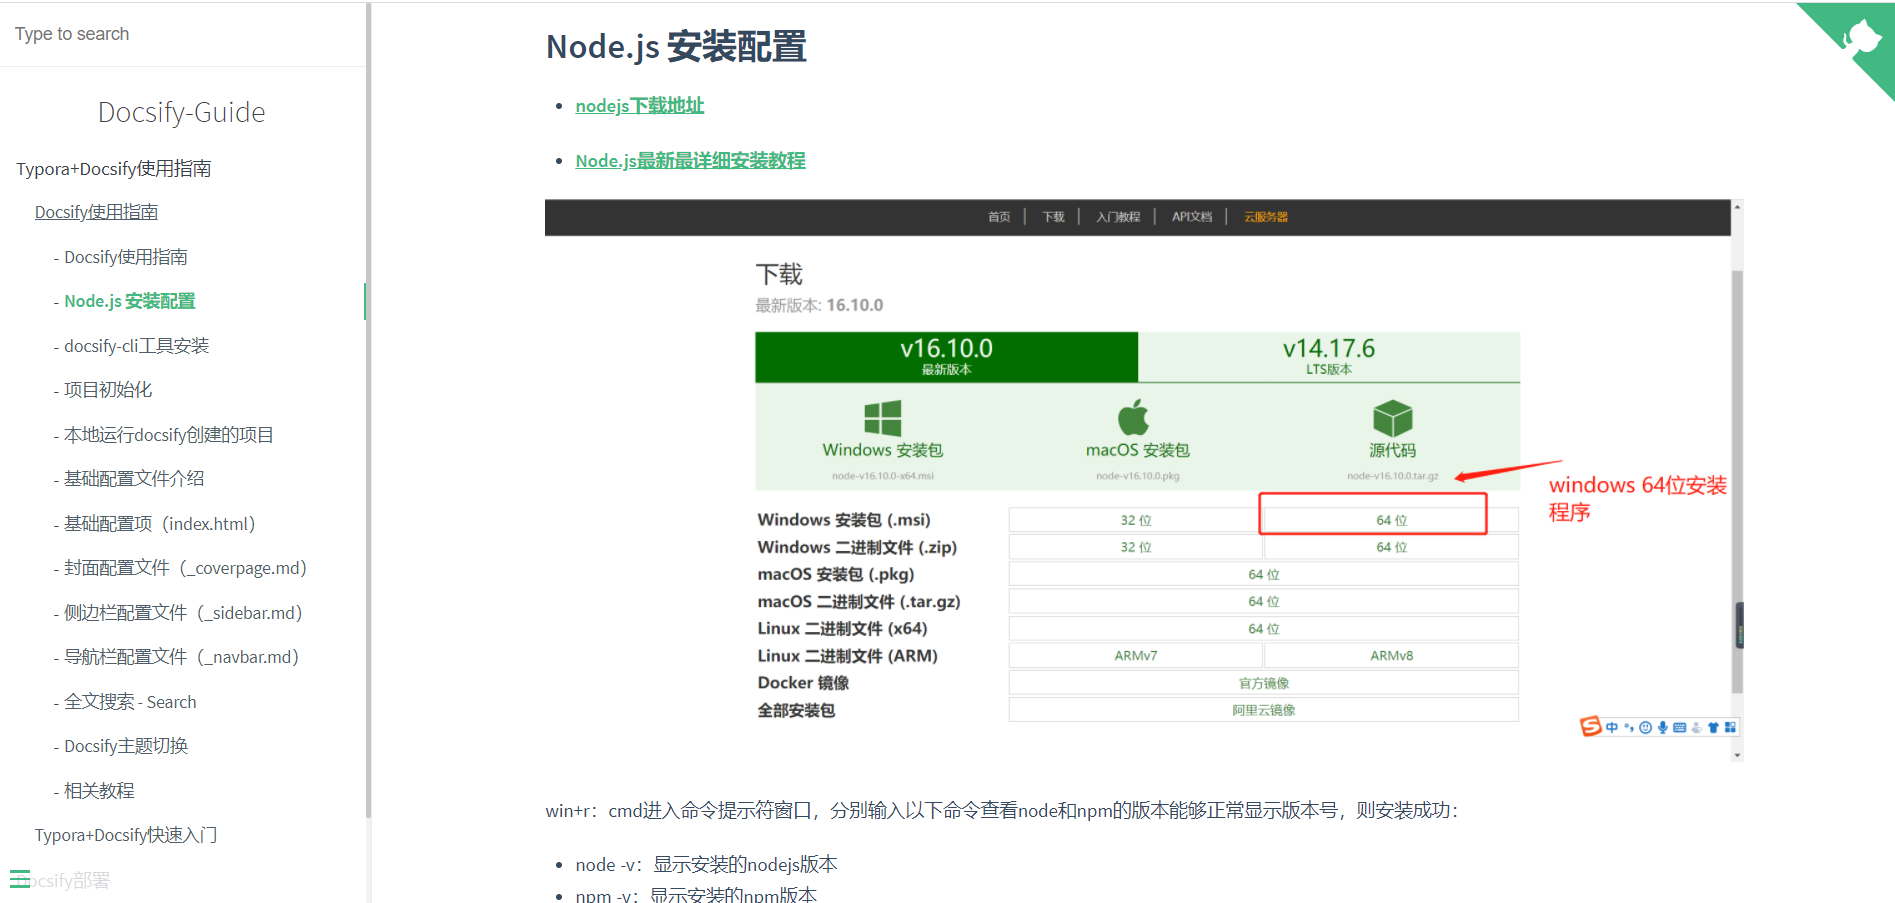 Type to search
Docsify-Guide
Typora+Docsify使用指南
Docsify使用指南
- Docsify使用指南
- Node.js 安装配置
- docsify-cli工具安装
- 项目初始化
- 本地运行docsify创建的项目
- 基础配置文件介绍
- 基础配置项（index.html）
- 封面配置文件（_coverpage.md）
- 侧边栏配置文件（_sidebar.md）
- 导航栏配置文件（_navbar.md）
- 全文搜索 - Search
- Docsify主题切换
- 相关教程
Typora+Docsify快速入门
Docsify部署
Node.js 安装配置
• nodejs下载地址
• Node.js最新最详细安装教程
首页 | 下载 | 入门教程 | API文档 | 云服务器
下载
最新版本: 16.10.0
v16.10.0 v14.17.6
最新版本 LTS版本
Windows 安装包 macOS 安装包 源代码
node-v16.10.0-x64.msi node-v16.10.0.pkg node-v16.10.0.tar.gz
windows 64位安装
程序
Windows 安装包 (.msi) 32 位 64 位
Windows 二进制文件 (.zip) 32 位 64 位
macOS 安装包 (.pkg) 64 位
macOS 二进制文件 (.tar.gz) 64 位
Linux 二进制文件 (x64) 64 位
Linux 二进制文件 (ARM) ARMv7 ARMv8
Docker 镜像 官方镜像
全部安装包 阿里云镜像
S 中
win+r：cmd进入命令提示符窗口，分别输入以下命令查看node和npm的版本能够正常显示版本号，则安装成功：
• node -v：显示安装的nodejs版本
• npm -v：显示安装的npm版本